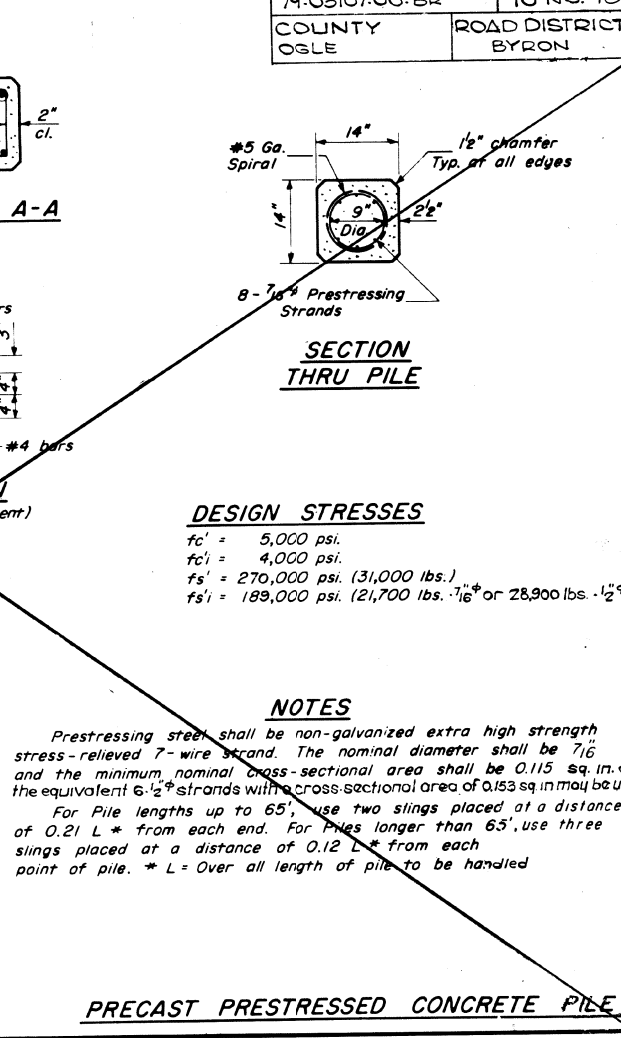 COUNTY
OGLE
ROAD DISTRICT
BYRON
2"
cl.
A-A
14"
#5 Ga.
Spiral
1/2" chamfer
Typ. at all edges
14"
9"
Dia.
2 1/2"
8 - 7/16"ϕ Prestressing
Strands
SECTION
THRU PILE
3"
4"
4"
#4 bars
DESIGN STRESSES
fc' = 5,000 psi.
fc'i = 4,000 psi.
fs' = 270,000 psi. (31,000 lbs.)
fs'i = 189,000 psi. (21,700 lbs. - 7/16"ϕ or 28,900 lbs. - 1/2"ϕ
NOTES
Prestressing steel shall be non-galvanized extra high strength
stress-relieved 7-wire strand. The nominal diameter shall be 7/16"
and the minimum nominal cross-sectional area shall be 0.115 sq. in.
the equivalent 6-1/2"ϕ strands with a cross-sectional area of 0.153 sq. in may be u
For Pile lengths up to 65', use two slings placed at a distance
of 0.21 L * from each end. For Piles longer than 65', use three
slings placed at a distance of 0.12 L * from each
point of pile. * L = Over all length of pile to be handled
PRECAST PRESTRESSED CONCRETE PILE